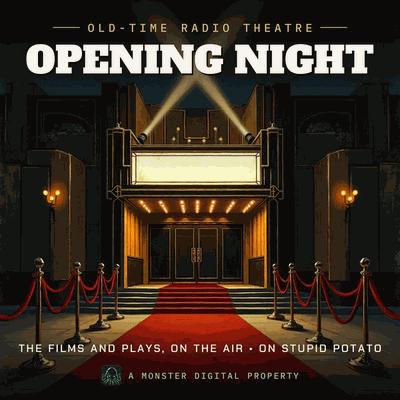 OLD-TIME RADIO THEATRE
OPENING NIGHT
THE FILMS AND PLAYS, ON THE AIR • ON STUPID POTATO
A MONSTER DIGITAL PROPERTY